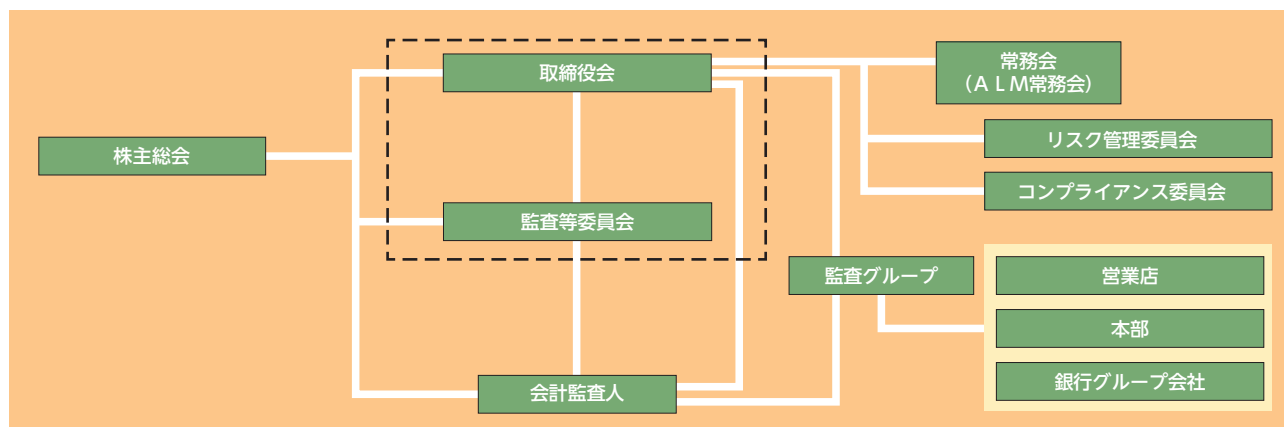 取締役会
常務会
（ＡＬＭ常務会）
リスク管理委員会
株主総会
コンプライアンス委員会
監査等委員会
監査グループ
営業店
本部
会計監査人
銀行グループ会社